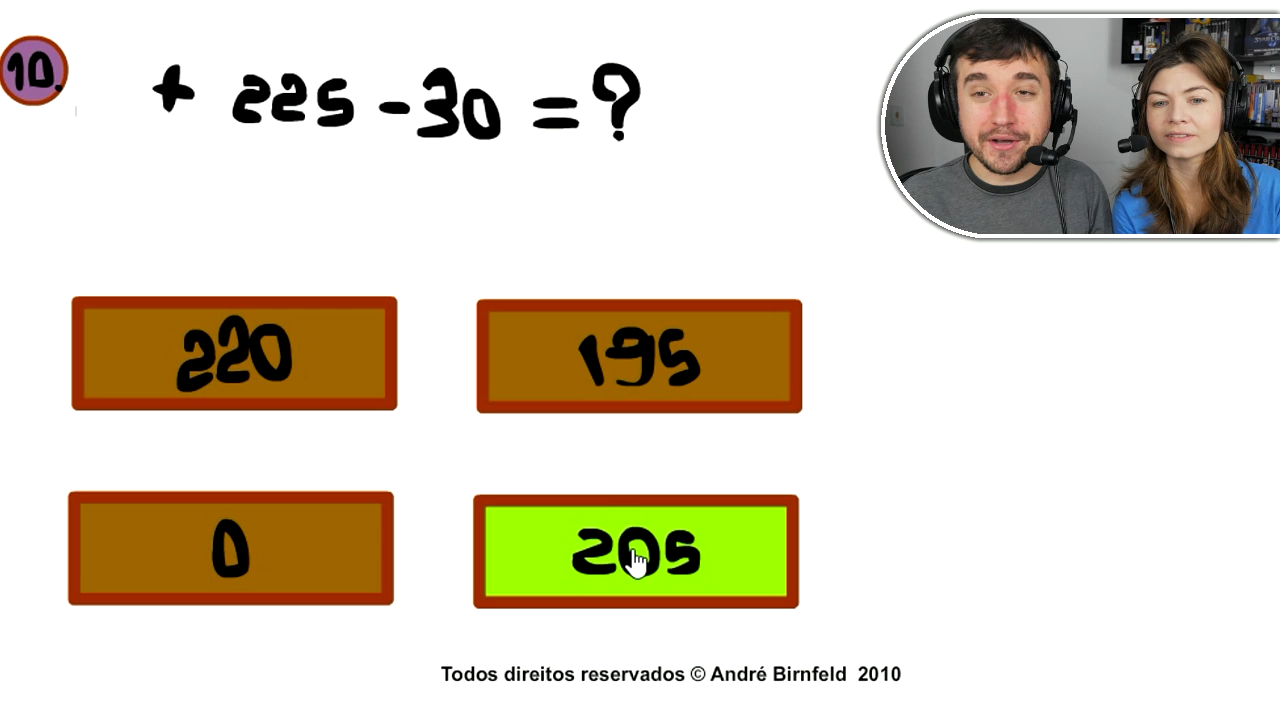 10.
+ 225 - 30 = ?
220
195
0
205
Todos direitos reservados © André Birnfeld 2010